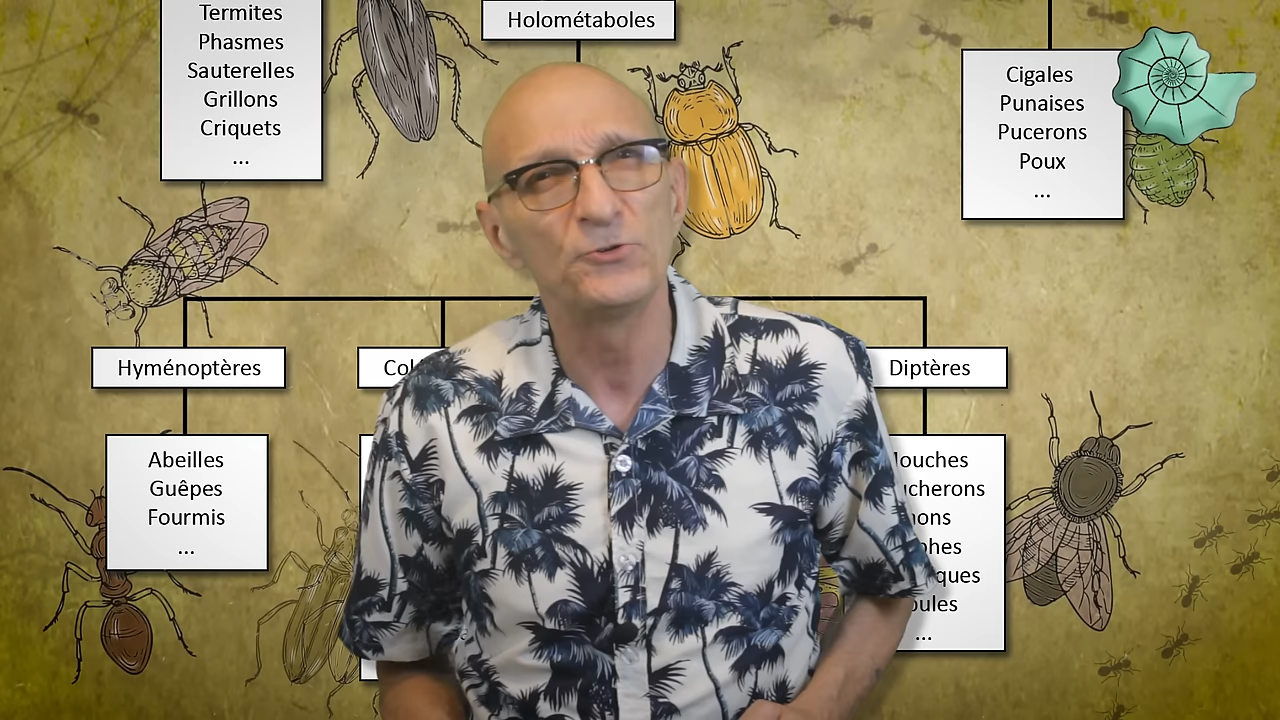 Termites
Phasmes
Sauterelles
Grillons
Criquets
...
Holométaboles
Cigales
Punaises
Pucerons
Poux
...
Hyménoptères
Diptères
Abeilles
Guêpes
Fourmis
...
...